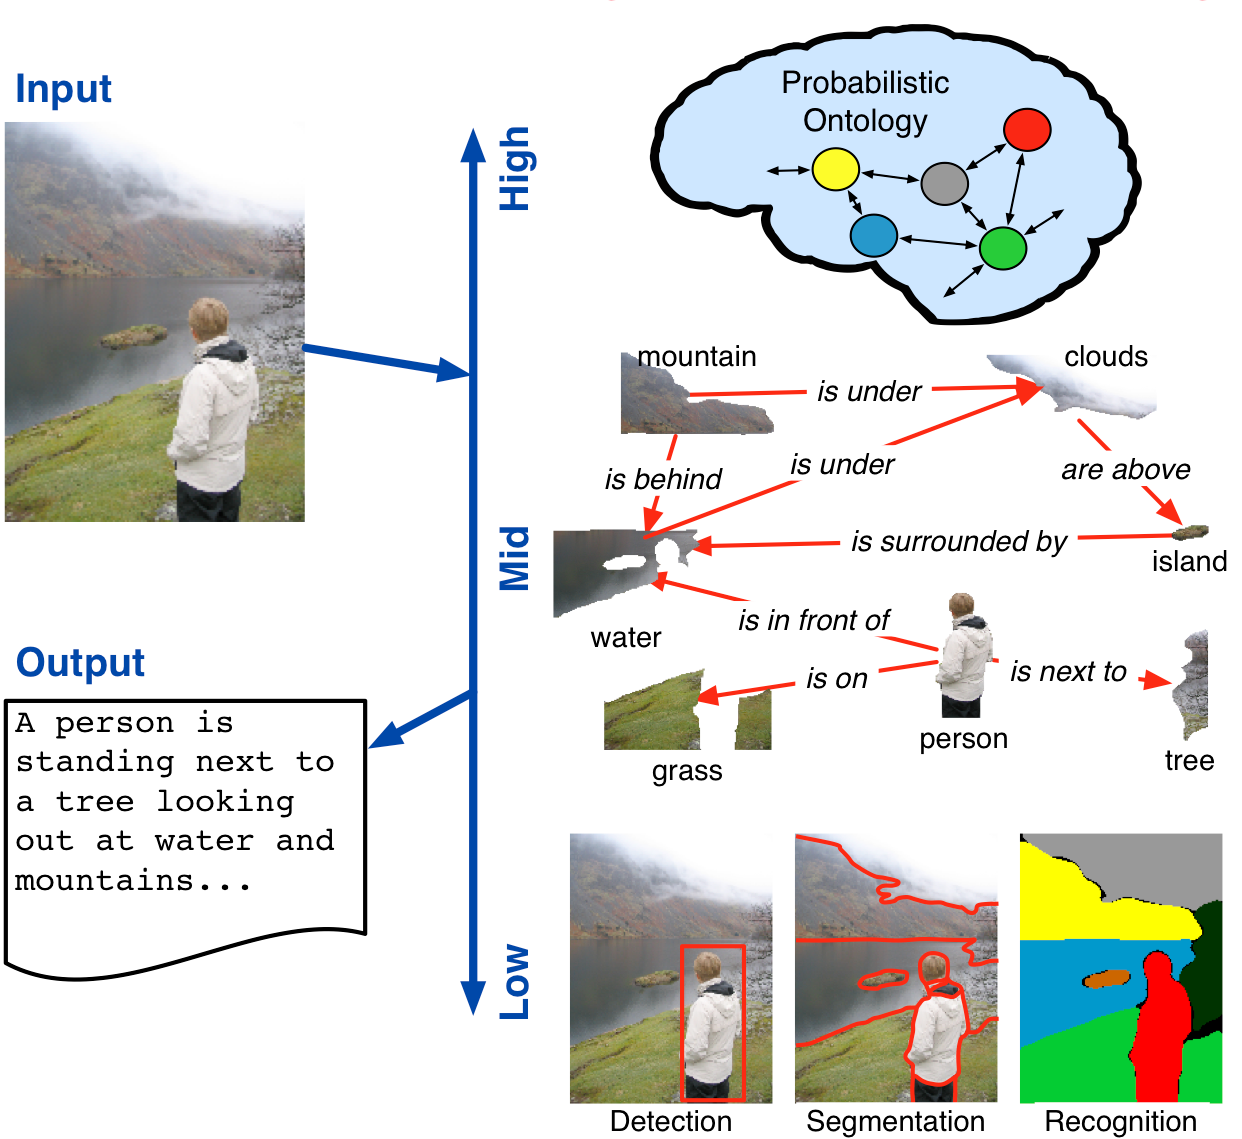 Input
High
Probabilistic
Ontology
mountain
clouds
is under
is behind
is under
are above
Mid
is surrounded by
island
is in front of
water
is on
is next to
person
grass
tree
Output
A person is
standing next to
a tree looking
out at water and
mountains...
Low
Detection
Segmentation
Recognition